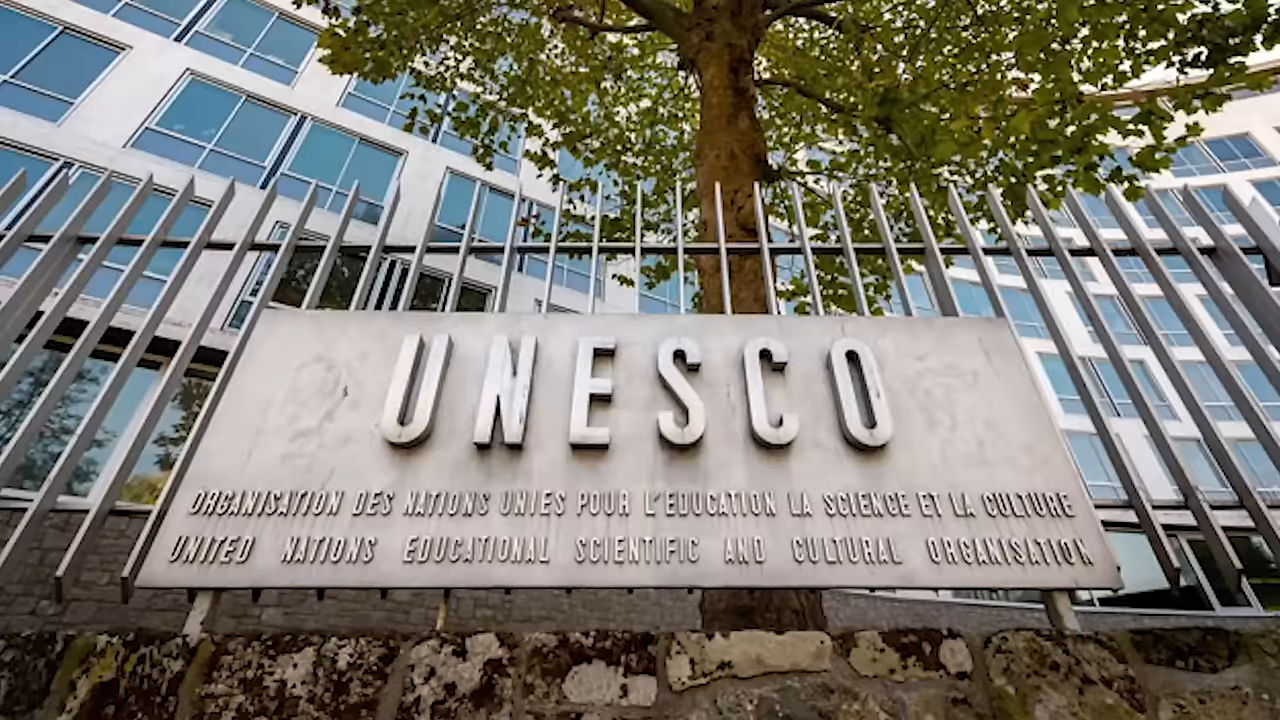 UNESCO
ORGANISATION DES NATIONS UNIES POUR L'EDUCATION LA SCIENCE ET LA CULTURE
UNITED NATIONS EDUCATIONAL SCIENTIFIC AND CULTURAL ORGANISATION